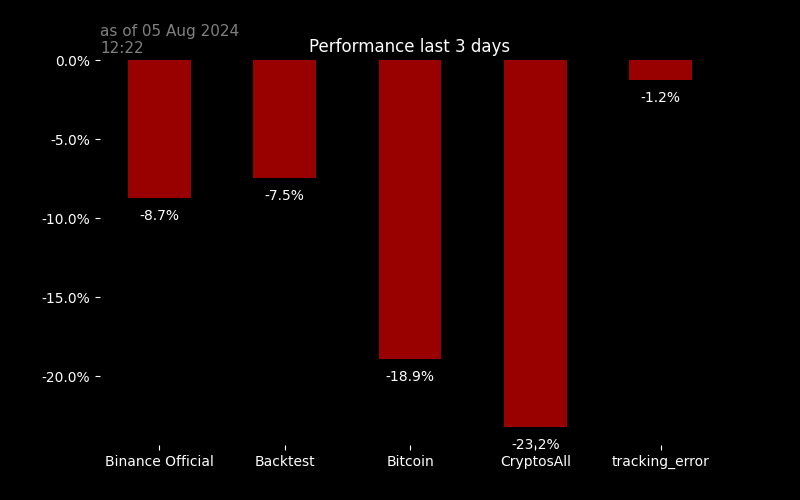 as of 05 Aug 2024
12:22
Performance last 3 days
0.0%
-5.0%
-10.0%
-15.0%
-20.0%
-8.7%
-7.5%
-18.9%
-23.2%
-1.2%
Binance Official
Backtest
Bitcoin
CryptosAll
tracking_error